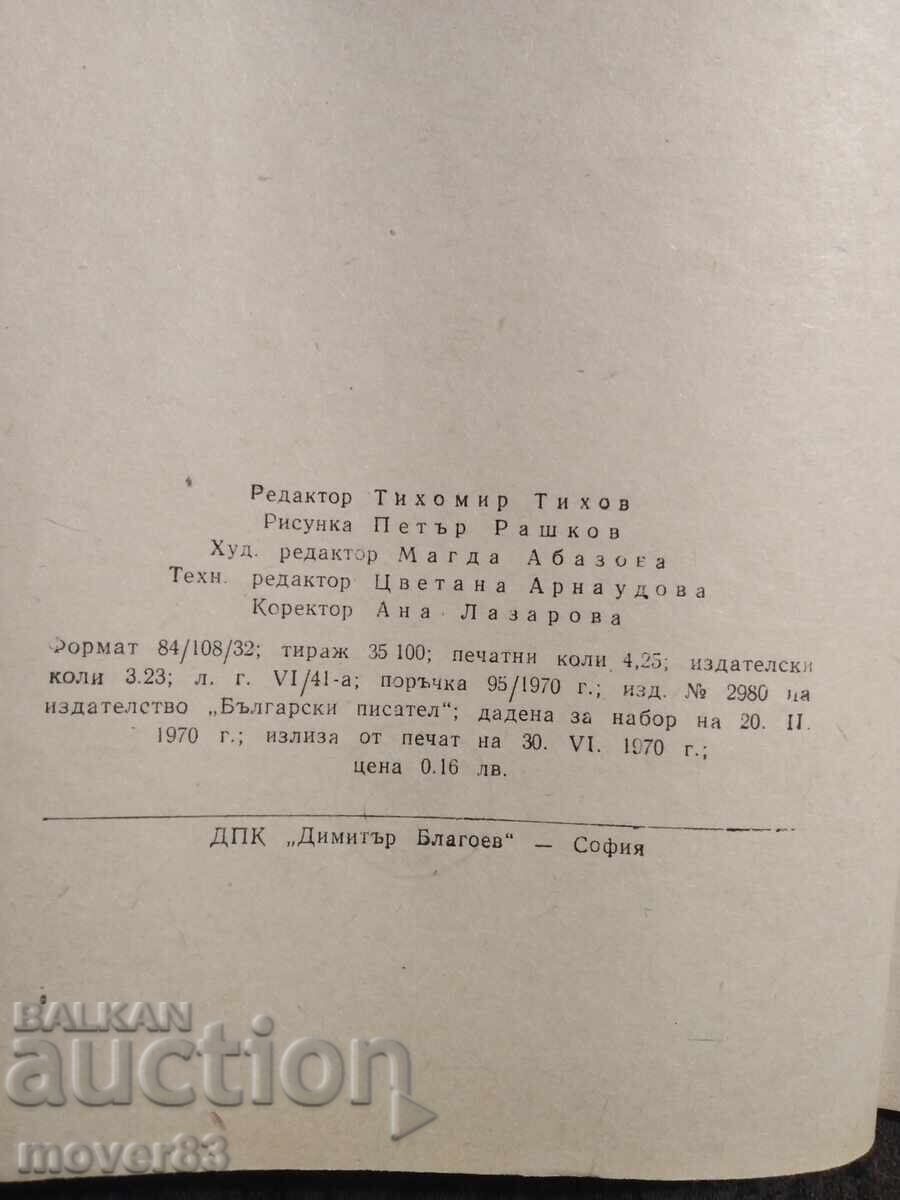 Редактор Тихомир Тихов
Рисунка Петър Рашков
Худ. редактор Магда Абазова
Техн. редактор Цветана Арнаудова
Коректор Ана Лазарова
Формат 84/108/32; тираж 35 100; печатни коли 4,25; издателски
коли 3.23; л. г. VI/41-а; поръчка 95/1970 г.; изд. № 2980 на
издателство „Български писател“; дадена за набор на 20. II.
1970 г.; излиза от печат на 30. VI. 1970 г.;
цена 0.16 лв.
ДПК „Димитър Благоев“ — София
BALKAN
auction
mover83